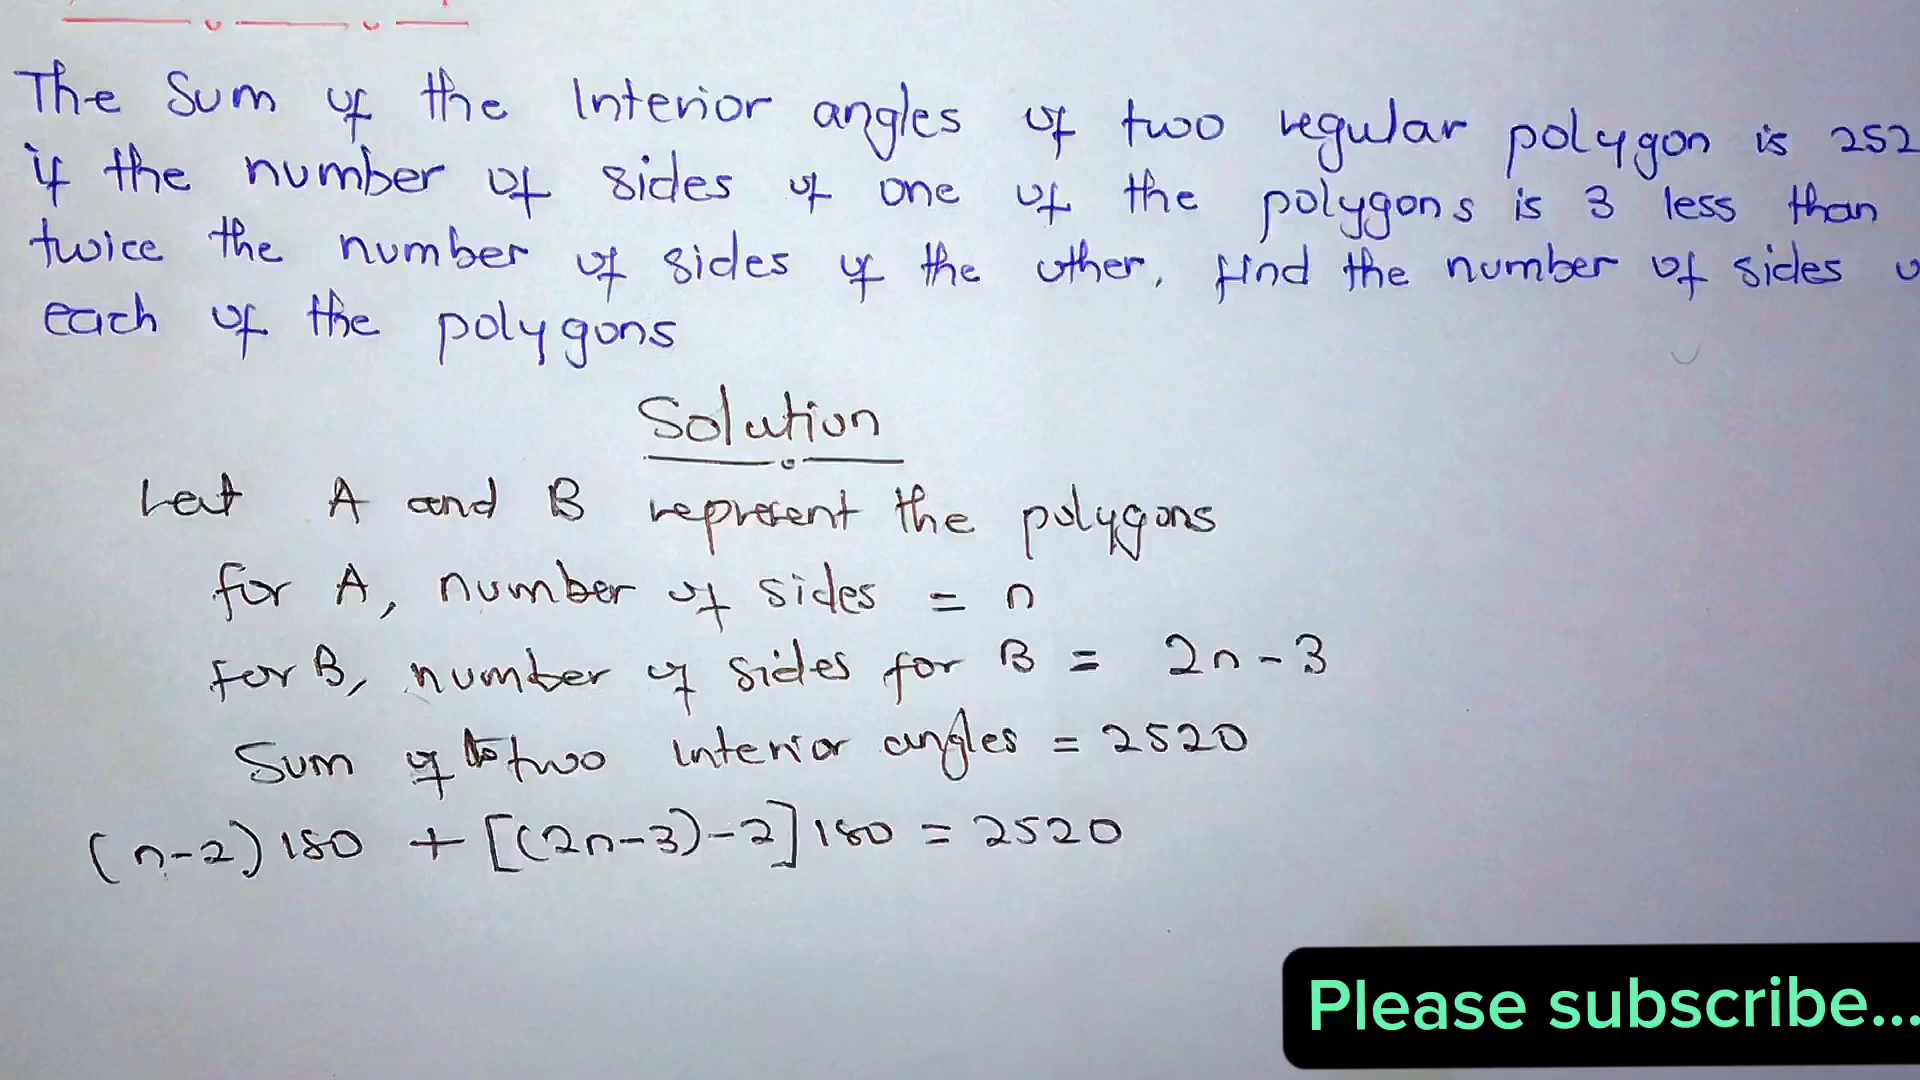 The Sum of the Interior angles of two regular polygon is 252
if the number of sides of one of the polygons is 3 less than
twice the number of sides of the other, find the number of sides o
each of the polygons
Solution
Let A and B represent the polygons
for A, number of sides = n
for B, number of sides for B = 2n-3
Sum of two interior angles = 2520
(n-2)180 + [(2n-3)-2]180 = 2520
Please subscribe...